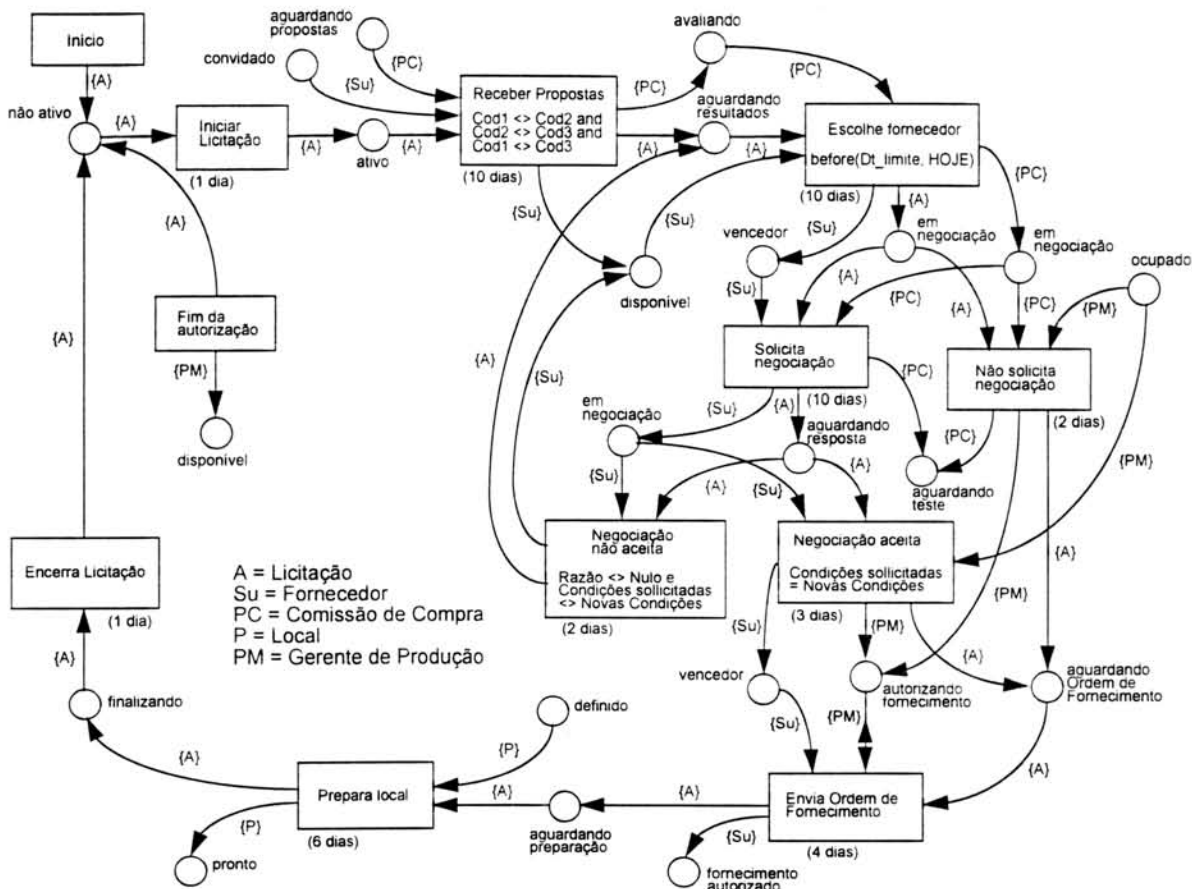 Início
{A}
não ativo
{A}
Iniciar
Licitação
(1 dia)
{A}
ativo
{A}
convidado
{Su}
aguardando
propostas
{PC}
Receber Propostas
Cod1 <> Cod2 and
Cod2 <> Cod3 and
Cod1 <> Cod3
(10 dias)
{PC}
avaliando
{PC}
aguardando
resultados
{A}
{A}
{Su}
disponível
{Su}
Escolhe fornecedor
before(Dt_limite, HOJE)
(10 dias)
{PC}
{A}
{Su}
vencedor
em
negociação
em
negociação
ocupado
{Su}
{A}
{PC}
{A}
{PC}
{PM}
{A}
Fim da
autorização
{PM}
disponível
{A}
{A}
{Su}
Solicita
negociação
(10 dias)
{PC}
Não solicita
negociação
(2 dias)
{PC}
aguardando
teste
{PM}
em
negociação
{Su}
{A}
aguardando
resposta
{Su}
{A}
{Su}
{A}
Negociação
não aceita
Razão <> Nulo e
Condições sollicitadas
<> Novas Condições
(2 dias)
Negociação aceita
Condições sollicitadas
= Novas Condições
(3 dias)
{A}
{PM}
{Su}
{PM}
{A}
vencedor
autorizando
fornecimento
aguardando
Ordem de
Fornecimento
{Su}
{PM}
{A}
Encerra Licitação
(1 dia)
A = Licitação
Su = Fornecedor
PC = Comissão de Compra
P = Local
PM = Gerente de Produção
{A}
finalizando
{A}
definido
{P}
Prepara local
(6 dias)
{P}
pronto
{A}
aguardando
preparação
{A}
Envia Ordem de
Fornecimento
(4 dias)
{Su}
fornecimento
autorizado